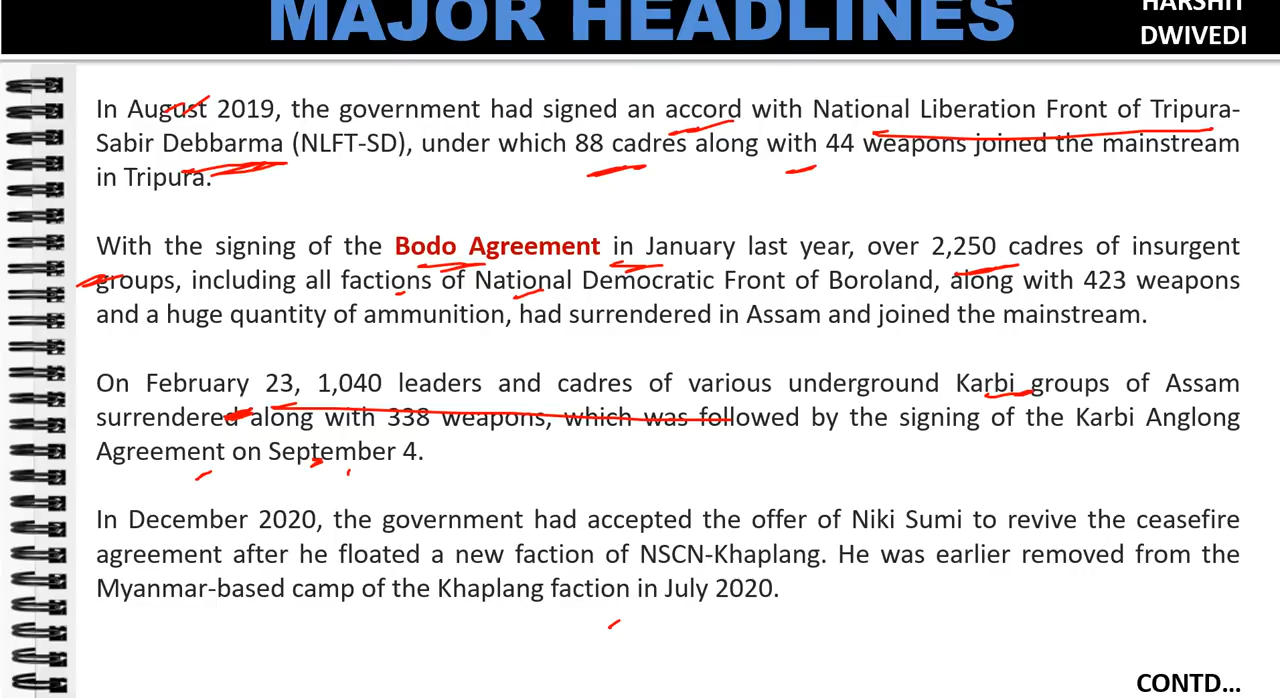 MAJOR HEADLINES
HARSHIT
DWIVEDI
In August 2019, the government had signed an accord with National Liberation Front of Tripura-
Sabir Debbarma (NLFT-SD), under which 88 cadres along with 44 weapons joined the mainstream
in Tripura.
With the signing of the Bodo Agreement in January last year, over 2,250 cadres of insurgent
groups, including all factions of National Democratic Front of Boroland, along with 423 weapons
and a huge quantity of ammunition, had surrendered in Assam and joined the mainstream.
On February 23, 1,040 leaders and cadres of various underground Karbi groups of Assam
surrendered along with 338 weapons, which was followed by the signing of the Karbi Anglong
Agreement on September 4.
In December 2020, the government had accepted the offer of Niki Sumi to revive the ceasefire
agreement after he floated a new faction of NSCN-Khaplang. He was earlier removed from the
Myanmar-based camp of the Khaplang faction in July 2020.
CONTD...